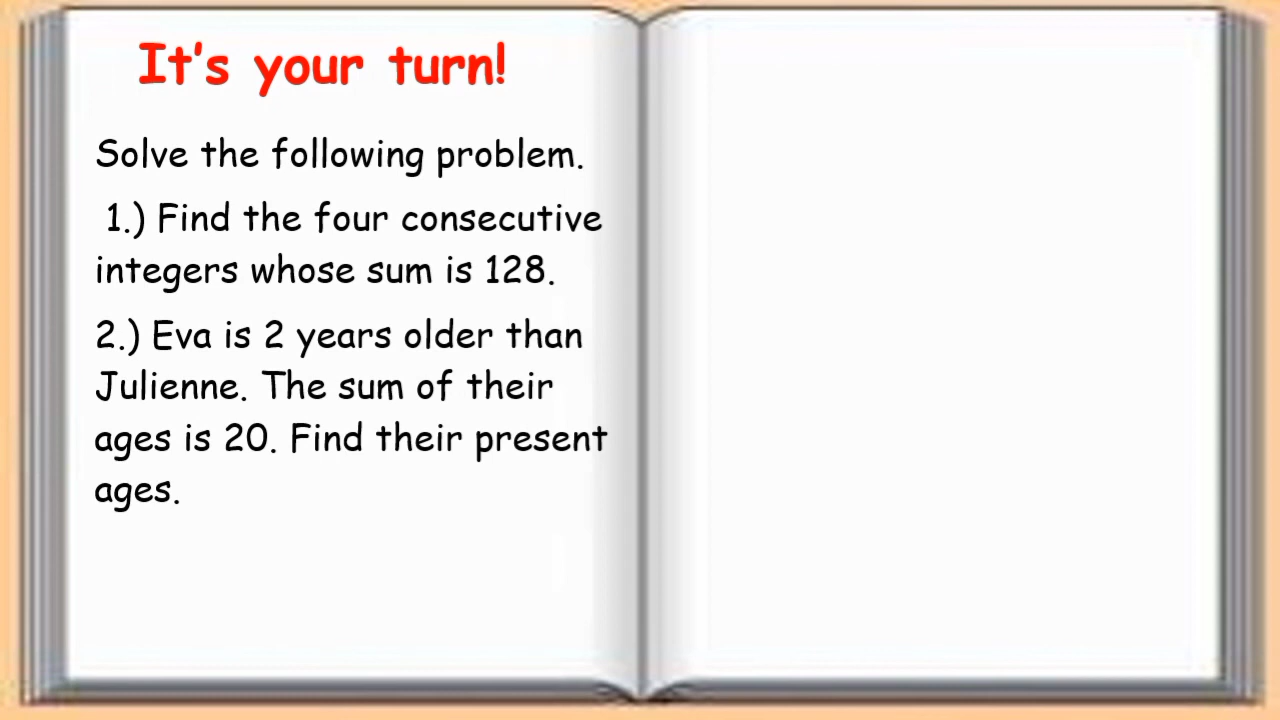 It's your turn!
Solve the following problem.
1.) Find the four consecutive
integers whose sum is 128.
2.) Eva is 2 years older than
Julienne. The sum of their
ages is 20. Find their present
ages.